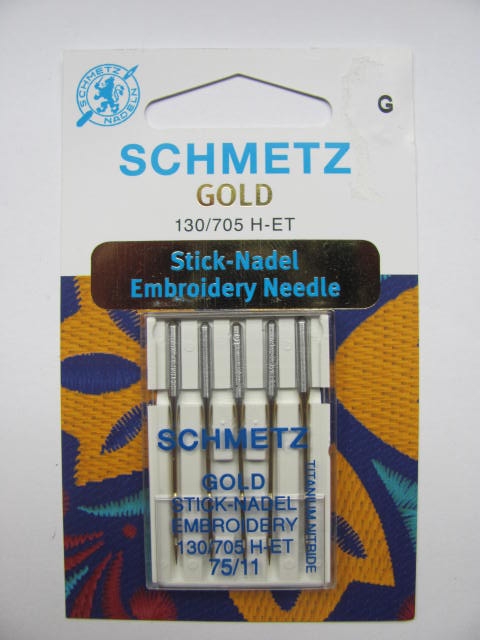 SCHMETZ
NADELN
G
SCHMETZ
GOLD
130/705 H-ET
Stick-Nadel
Embroidery Needle
SCHMETZ
GOLD
STICK-NADEL
EMBROIDERY
130/705 H-ET
75/11
TITANIUM NITRIDE